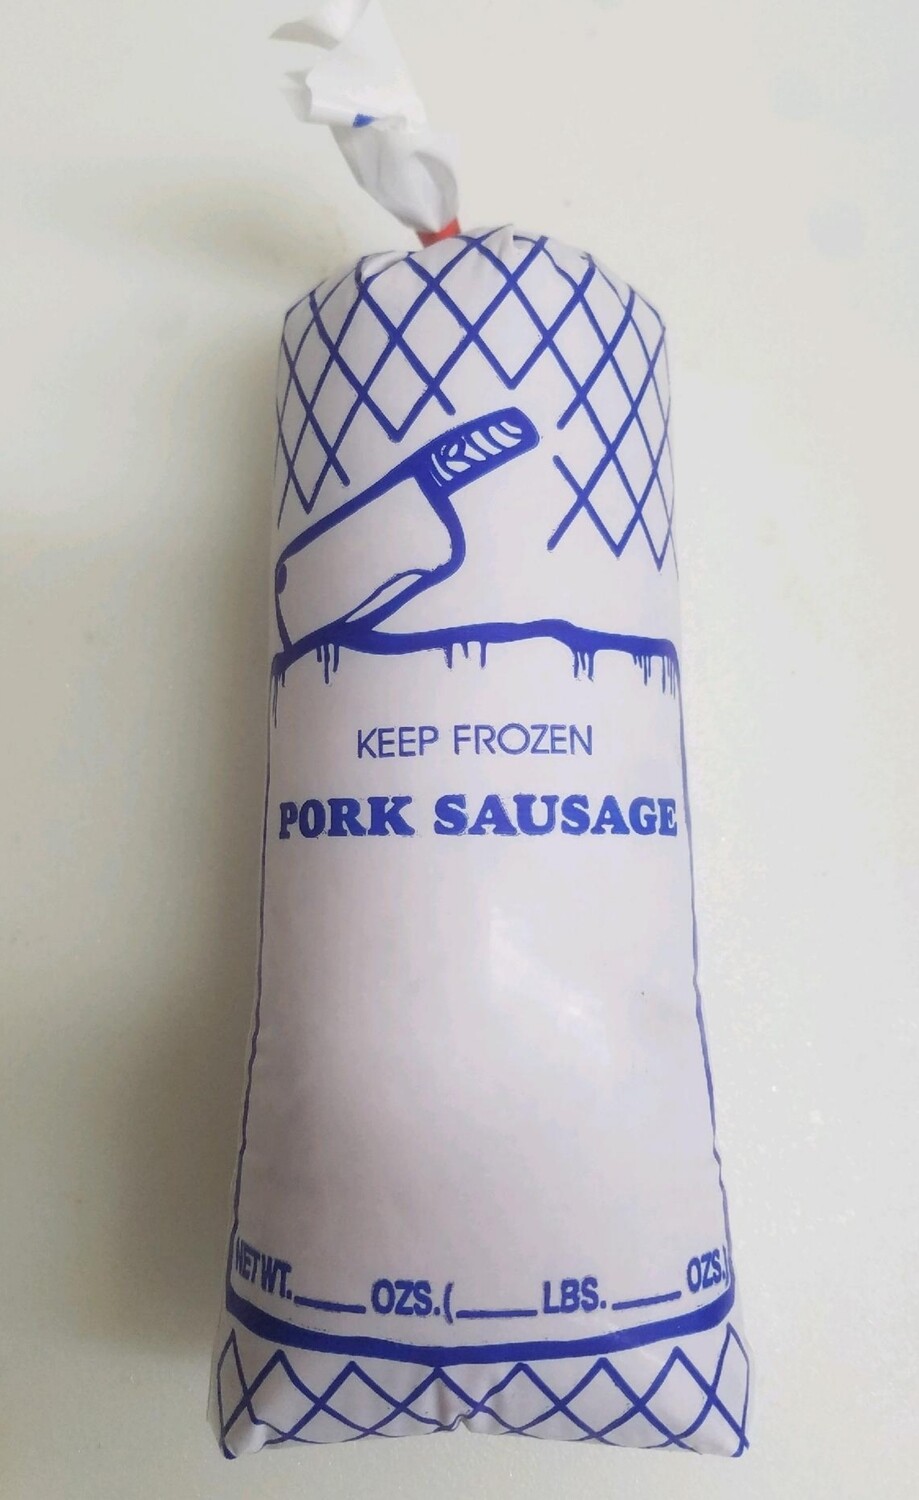 KEEP FROZEN
PORK SAUSAGE
NET WT.____ OZS.(____ LBS.____ OZS.)